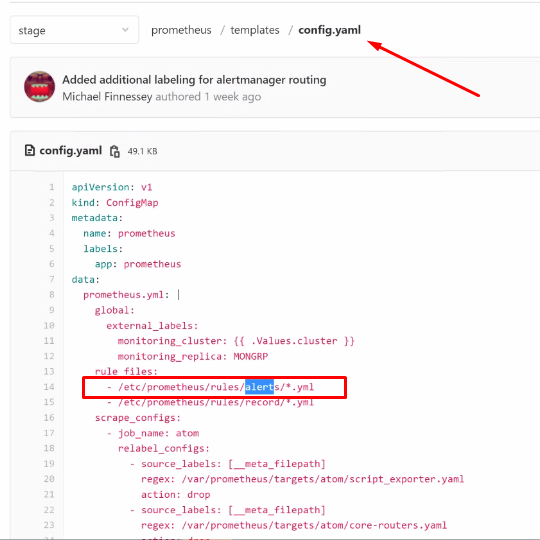 stage
prometheus / templates / config.yaml
Added additional labeling for alertmanager routing
Michael Finnessey authored 1 week ago
config.yaml 49.1 KB
1 apiVersion: v1
2 kind: ConfigMap
3 metadata:
4   name: prometheus
5   labels:
6     app: prometheus
7 data:
8   prometheus.yml: |
9     global:
10       external_labels:
11         monitoring_cluster: {{ .Values.cluster }}
12         monitoring_replica: MONGRP
13     rule_files:
14       - /etc/prometheus/rules/alerts/*.yml
15       - /etc/prometheus/rules/record/*.yml
16     scrape_configs:
17       - job_name: atom
18         relabel_configs:
19           - source_labels: [__meta_filepath]
20             regex: /var/prometheus/targets/atom/script_exporter.yaml
21             action: drop
22           - source_labels: [__meta_filepath]
23             regex: /var/prometheus/targets/atom/core-routers.yaml